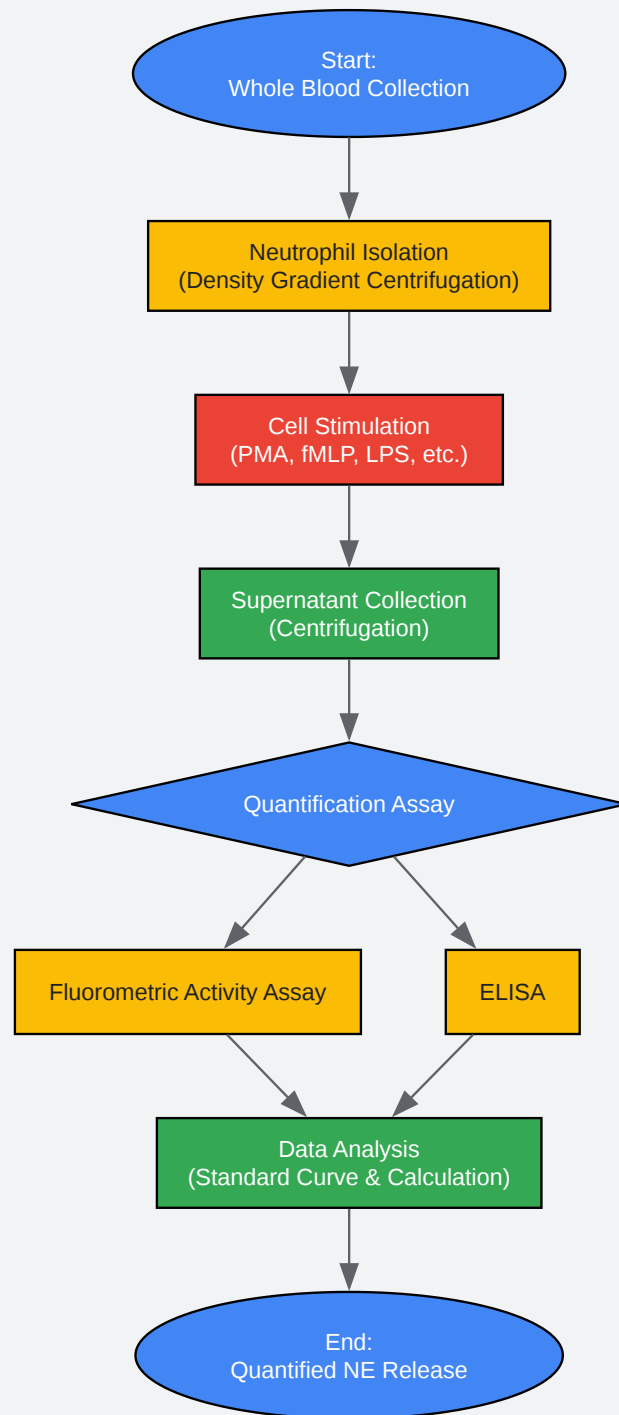 Start:
Whole Blood Collection
Neutrophil Isolation
(Density Gradient Centrifugation)
Cell Stimulation
(PMA, fMLP, LPS, etc.)
Supernatant Collection
(Centrifugation)
Quantification Assay
Fluorometric Activity Assay
ELISA
Data Analysis
(Standard Curve & Calculation)
End:
Quantified NE Release